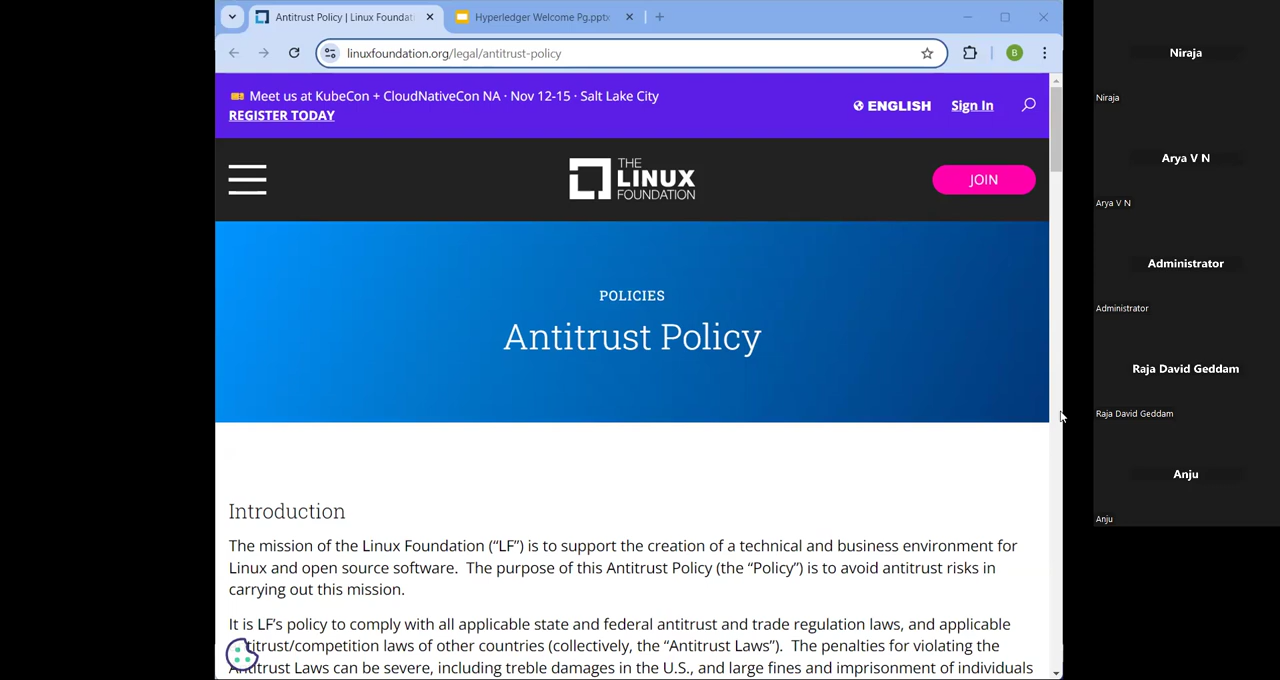 Antitrust Policy | Linux Foundati
Hyperledger Welcome Pg.pptx
linuxfoundation.org/legal/antitrust-policy
B
Meet us at KubeCon + CloudNativeCon NA · Nov 12-15 · Salt Lake City
REGISTER TODAY
ENGLISH
Sign In
THE
LINUX
FOUNDATION
JOIN
POLICIES
Antitrust Policy
Introduction
The mission of the Linux Foundation (“LF”) is to support the creation of a technical and business environment for
Linux and open source software. The purpose of this Antitrust Policy (the “Policy”) is to avoid antitrust risks in
carrying out this mission.
It is LF’s policy to comply with all applicable state and federal antitrust and trade regulation laws, and applicable
titrust/competition laws of other countries (collectively, the “Antitrust Laws”). The penalties for violating the
Antitrust Laws can be severe, including treble damages in the U.S., and large fines and imprisonment of individuals
Niraja
Niraja
Arya V N
Arya V N
Administrator
Administrator
Raja David Geddam
Raja David Geddam
Anju
Anju